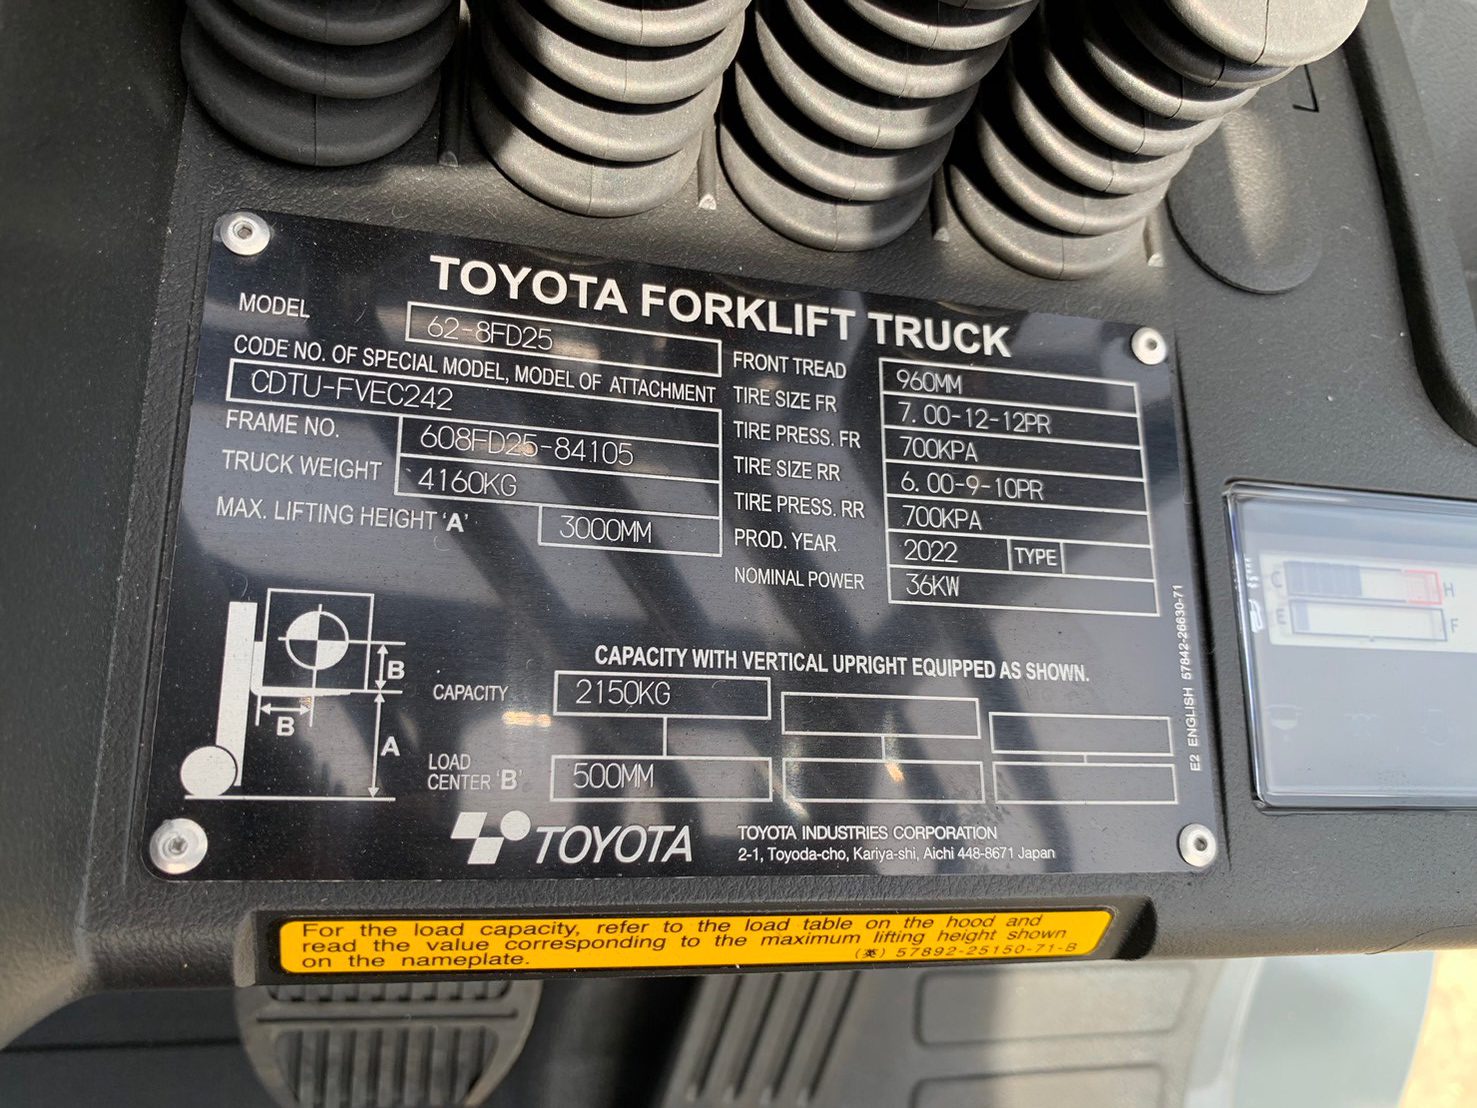 TOYOTA FORKLIFT TRUCK
MODEL 62-8FD25
CODE NO. OF SPECIAL MODEL, MODEL OF ATTACHMENT
CDTU-FVEC242
FRAME NO. 608FD25-84105
TRUCK WEIGHT 4160KG
MAX. LIFTING HEIGHT 'A' 3000MM
FRONT TREAD 960MM
TIRE SIZE FR 7.00-12-12PR
TIRE PRESS. FR 700KPA
TIRE SIZE RR 6.00-9-10PR
TIRE PRESS. RR 700KPA
PROD. YEAR 2022 TYPE
NOMINAL POWER 36KW
B
B
A
CAPACITY WITH VERTICAL UPRIGHT EQUIPPED AS SHOWN.
CAPACITY 2150KG
LOAD
CENTER 'B' 500MM
TOYOTA
TOYOTA INDUSTRIES CORPORATION
2-1, Toyoda-cho, Kariya-shi, Aichi 448-8671 Japan
E2 ENGLISH 57842-26630-71
C H
E F
For the load capacity, refer to the load table on the hood and
read the value corresponding to the maximum lifting height shown
on the nameplate.
(英) 57892-25150-71-B